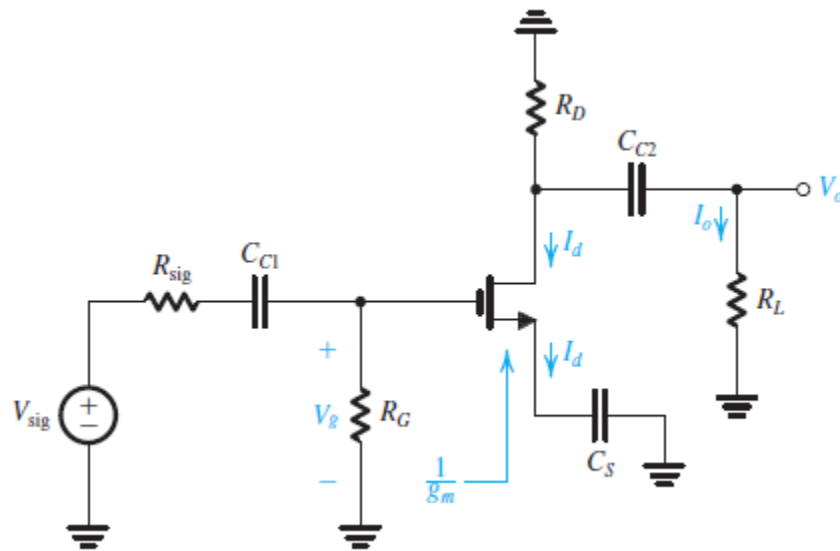 R_D
C_C2
V_o
I_o
I_d
R_sig
C_C1
R_L
+
I_d
V_sig
+
−
V_g
R_G
−
1/g_m
C_S